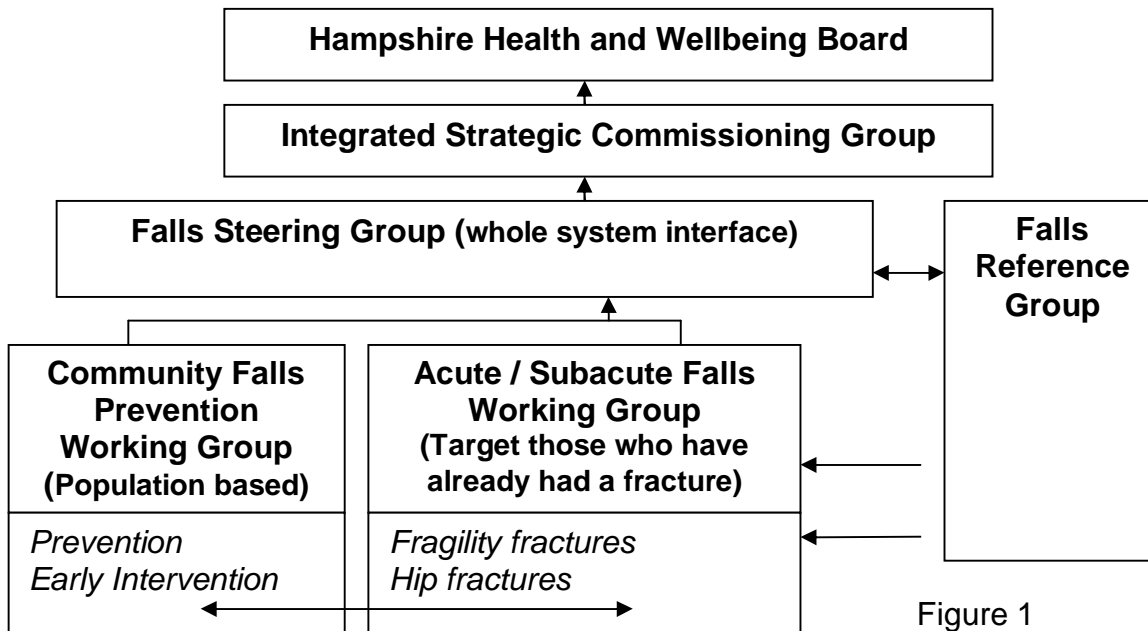 Hampshire Health and Wellbeing Board
Integrated Strategic Commissioning Group
Falls Steering Group (whole system interface)
Falls
Reference
Group
Community Falls
Prevention
Working Group
(Population based)
Prevention
Early Intervention
Acute / Subacute Falls
Working Group
(Target those who have
already had a fracture)
Fragility fractures
Hip fractures
Figure 1